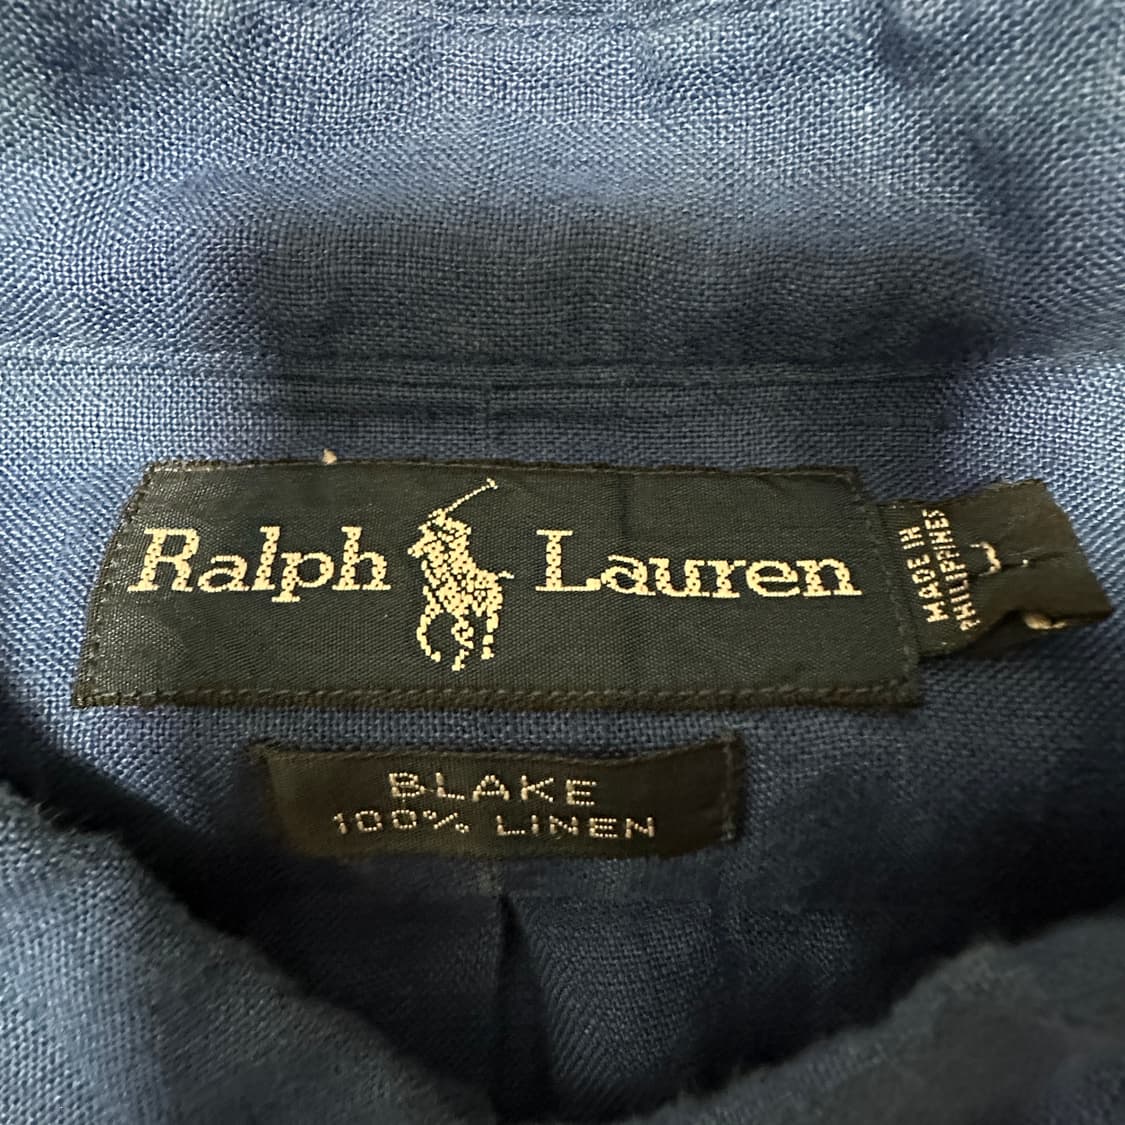 Ralph Lauren
MADE IN
PHILIPPINES
BLAKE
100% LINEN